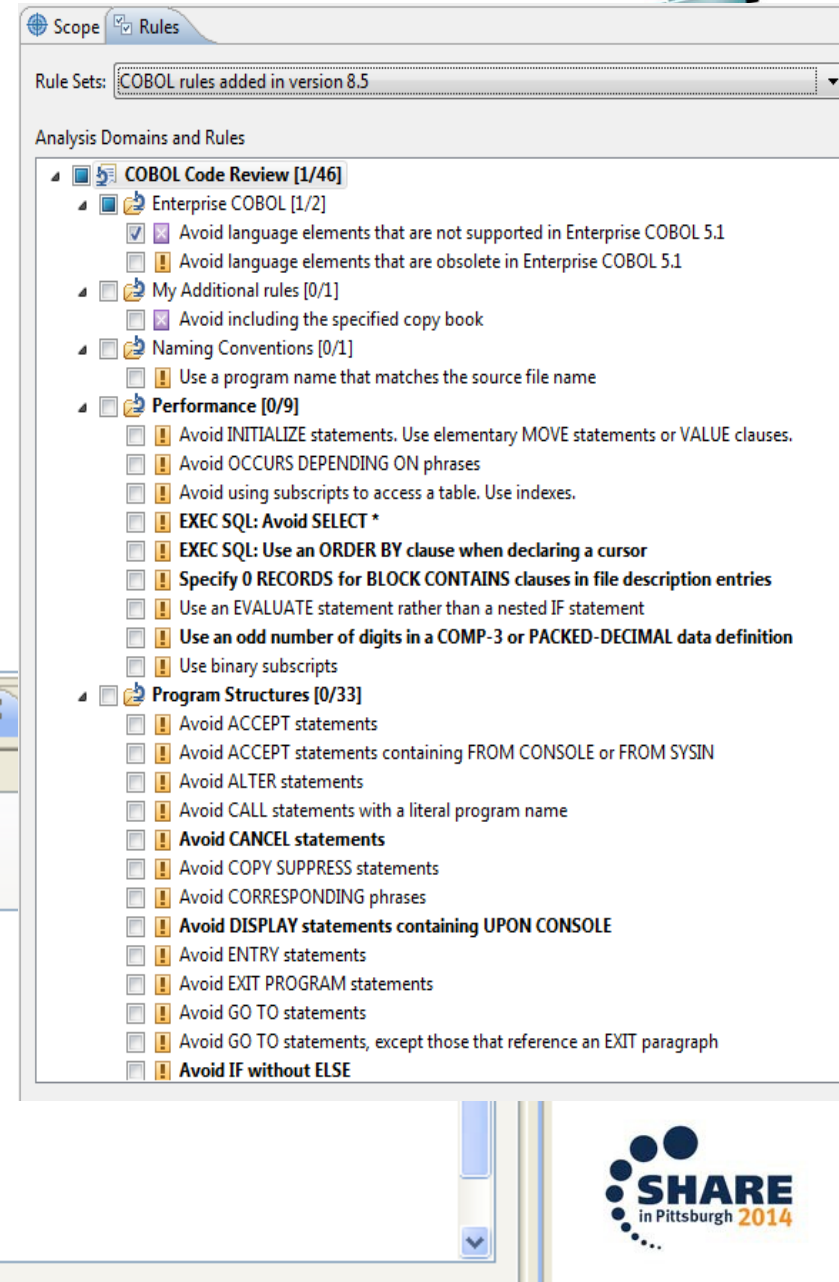 Scope Rules
Rule Sets: COBOL rules added in version 8.5
Analysis Domains and Rules
COBOL Code Review [1/46]
Enterprise COBOL [1/2]
Avoid language elements that are not supported in Enterprise COBOL 5.1
Avoid language elements that are obsolete in Enterprise COBOL 5.1
My Additional rules [0/1]
Avoid including the specified copy book
Naming Conventions [0/1]
Use a program name that matches the source file name
Performance [0/9]
Avoid INITIALIZE statements. Use elementary MOVE statements or VALUE clauses.
Avoid OCCURS DEPENDING ON phrases
Avoid using subscripts to access a table. Use indexes.
EXEC SQL: Avoid SELECT *
EXEC SQL: Use an ORDER BY clause when declaring a cursor
Specify 0 RECORDS for BLOCK CONTAINS clauses in file description entries
Use an EVALUATE statement rather than a nested IF statement
Use an odd number of digits in a COMP-3 or PACKED-DECIMAL data definition
Use binary subscripts
Program Structures [0/33]
Avoid ACCEPT statements
Avoid ACCEPT statements containing FROM CONSOLE or FROM SYSIN
Avoid ALTER statements
Avoid CALL statements with a literal program name
Avoid CANCEL statements
Avoid COPY SUPPRESS statements
Avoid CORRESPONDING phrases
Avoid DISPLAY statements containing UPON CONSOLE
Avoid ENTRY statements
Avoid EXIT PROGRAM statements
Avoid GO TO statements
Avoid GO TO statements, except those that reference an EXIT paragraph
Avoid IF without ELSE
SHARE
in Pittsburgh 2014